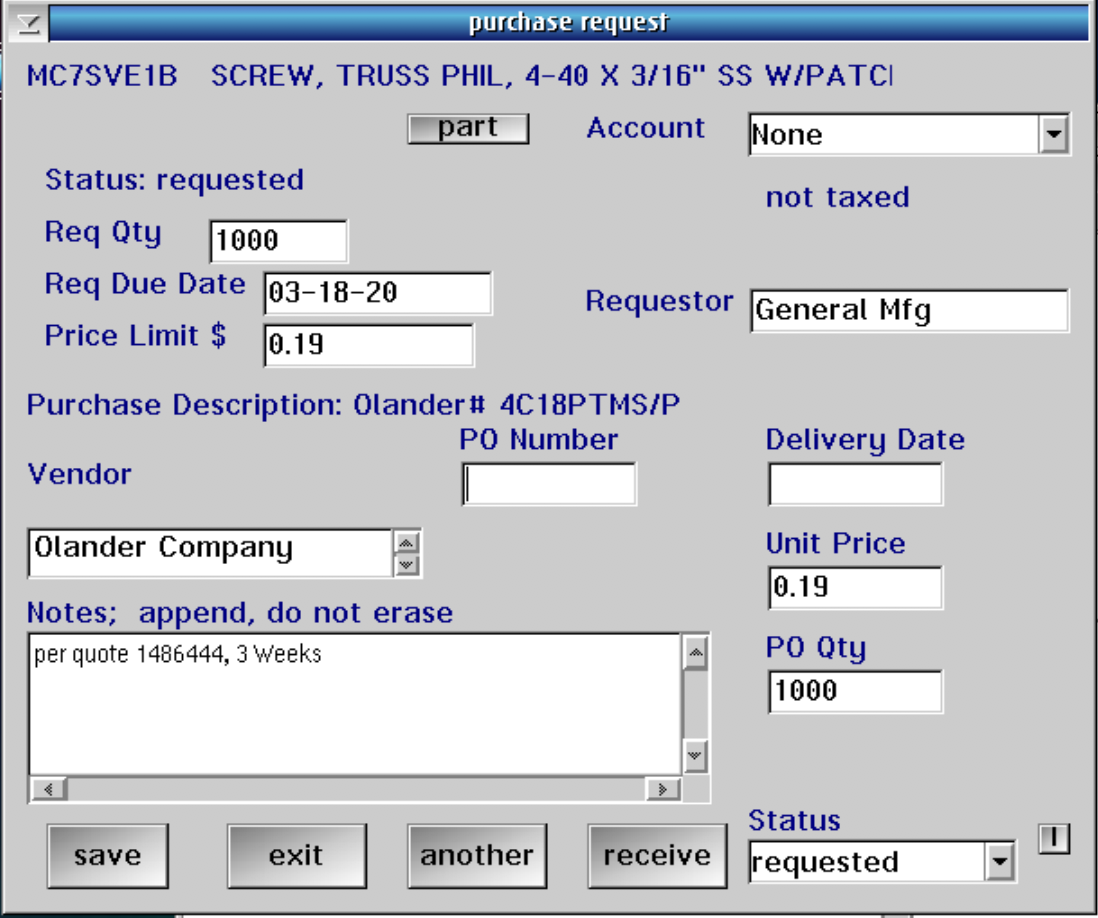 purchase request
MC7SVE1B SCREW, TRUSS PHIL, 4-40 X 3/16" SS W/PATCH
part
Account
None
Status: requested
not taxed
Req Qty
1000
Req Due Date
03-18-20
Requestor
General Mfg
Price Limit $
0.19
Purchase Description: Olander# 4C18PTMS/P
PO Number
Delivery Date
Vendor
Olander Company
Unit Price
0.19
Notes; append, do not erase
per quote 1486444, 3 Weeks
PO Qty
1000
save
exit
another
receive
Status
requested
I